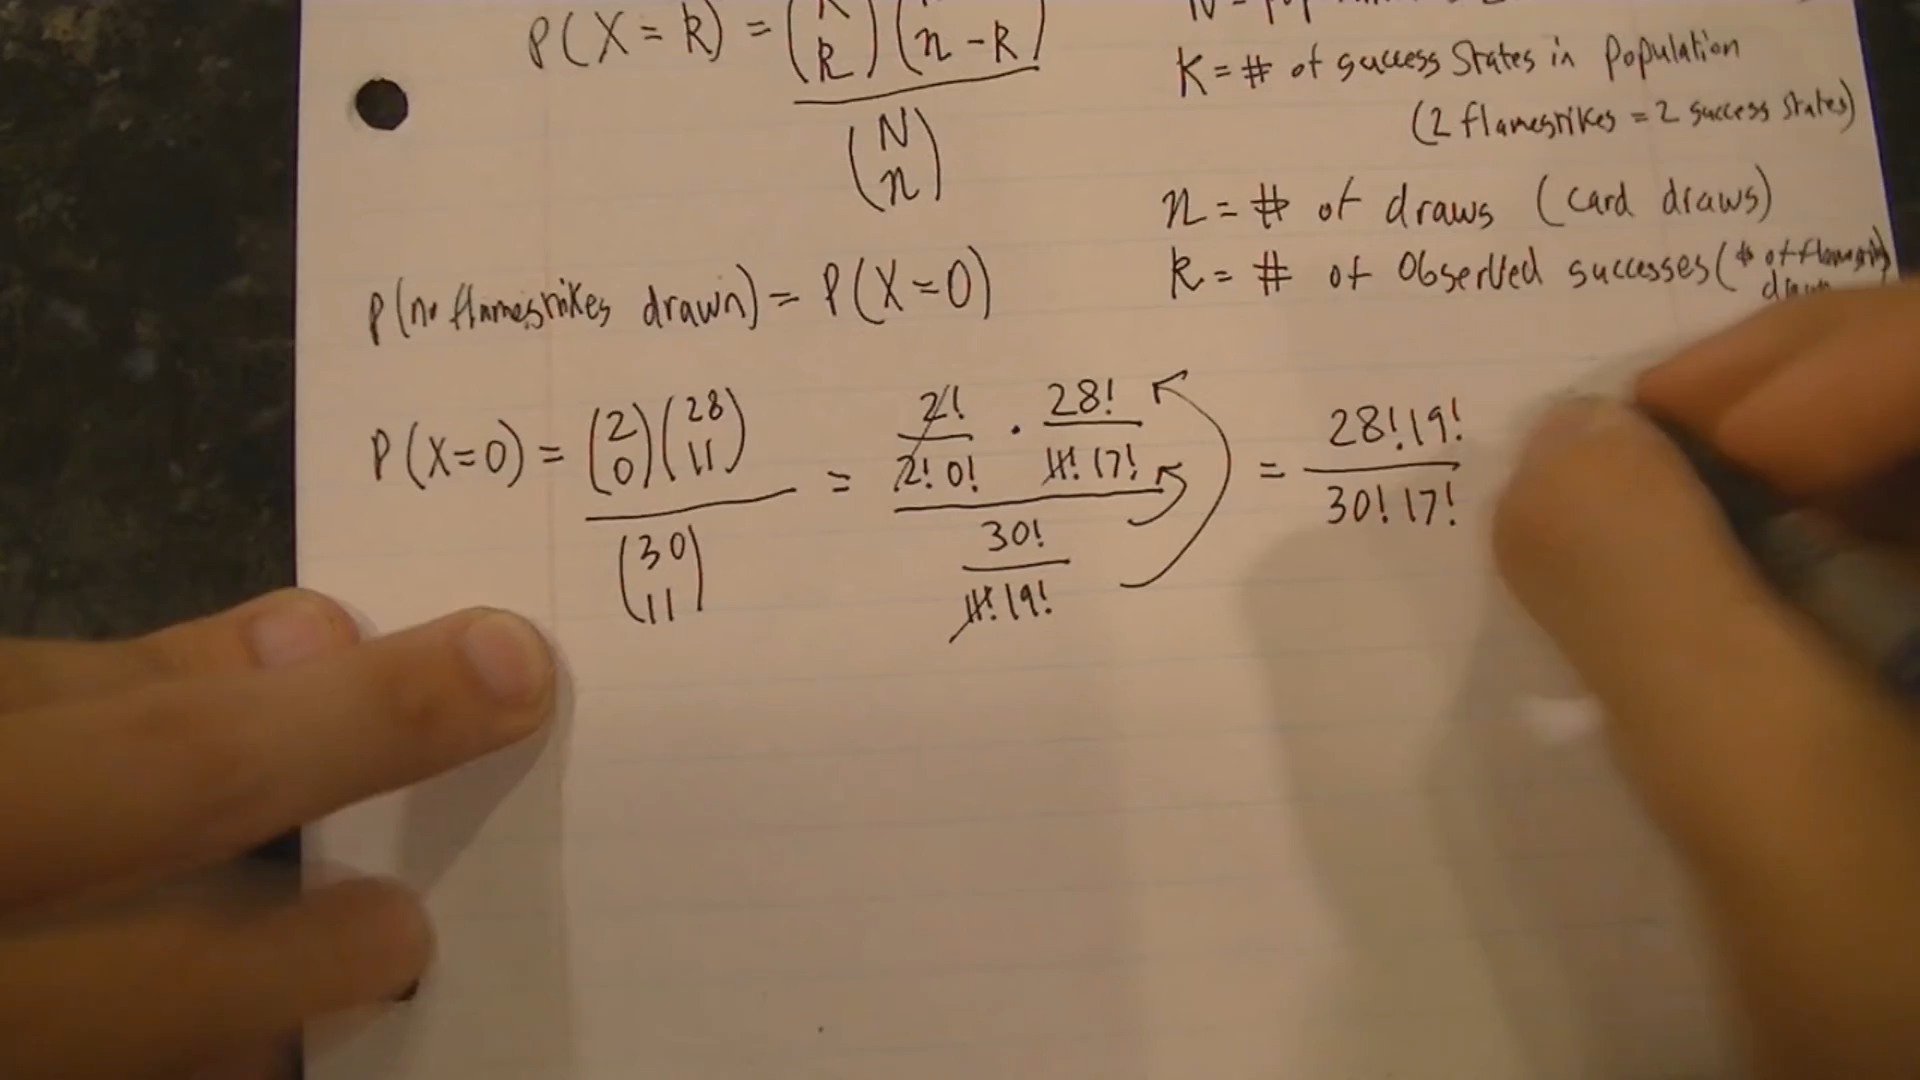 P(X = k) = (K k)(n - k) / (N n)
N =
K = # of success States in Population
(2 flamestrikes = 2 success states)
n = # of draws (card draws)
k = # of Observed successes (# of
P(no flamestrikes drawn) = P(X=0)
P(X=0) = (2 0)(28 11) / (30 11) = (2!/(2! 0!) · 28!/(11! 17!)) / (30!/(11! 19!)) = 28! 19! / (30! 17!)